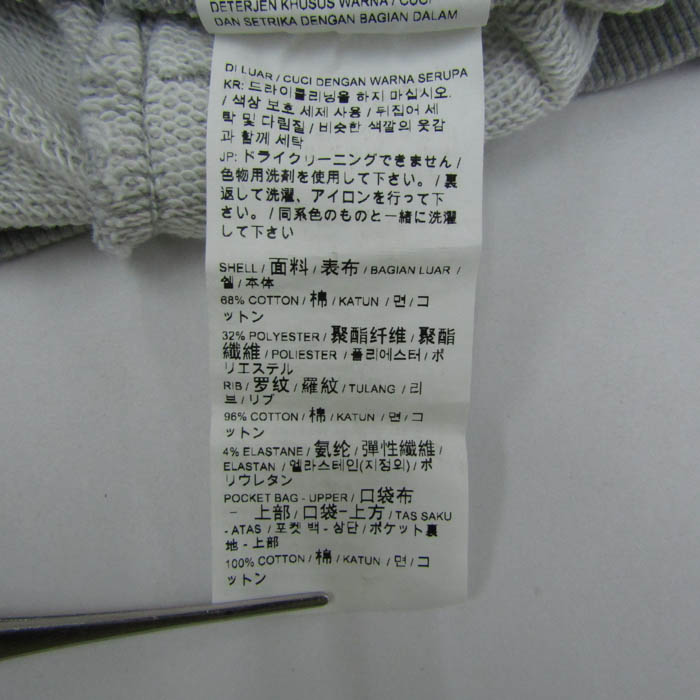 DETERJEN KHUSUS WARNA / CUCI
DAN SETRIKA DENGAN BAGIAN DALAM
DI LUAR / CUCI DENGAN WARNA SERUPA
KR: 드라이클리닝을 하지 마십시오.
/ 색상 보호 세제 사용 / 뒤집어 세
탁 및 다림질 / 비슷한 색깔의 옷감
과 함께 세탁
JP: ドライクリーニングできません /
色物用洗剤を使用して下さい。/ 裏
返して洗濯、アイロンを行って下
さい。/ 同系色のものと一緒に洗濯
して下さい
SHELL / 面料 / 表布 / BAGIAN LUAR /
쉘 / 本体
68% COTTON / 棉 / KATUN / 면 / コ
ットン
32% POLYESTER / 聚酯纤维 / 聚酯
纖維 / POLIESTER / 폴리에스터 / ポ
リエステル
RIB / 罗纹 / 羅紋 / TULANG / 리
브 / リブ
96% COTTON / 棉 / KATUN / 면 / コ
ットン
4% ELASTANE / 氨纶 / 彈性纖維 /
ELASTAN / 엘라스테인(지정외) / ポ
リウレタン
POCKET BAG - UPPER / 口袋布
- 上部 / 口袋-上方 / TAS SAKU
- ATAS / 포켓 백 - 상단 / ポケット裏
地 - 上部
100% COTTON / 棉 / KATUN / 면 / コ
ットン